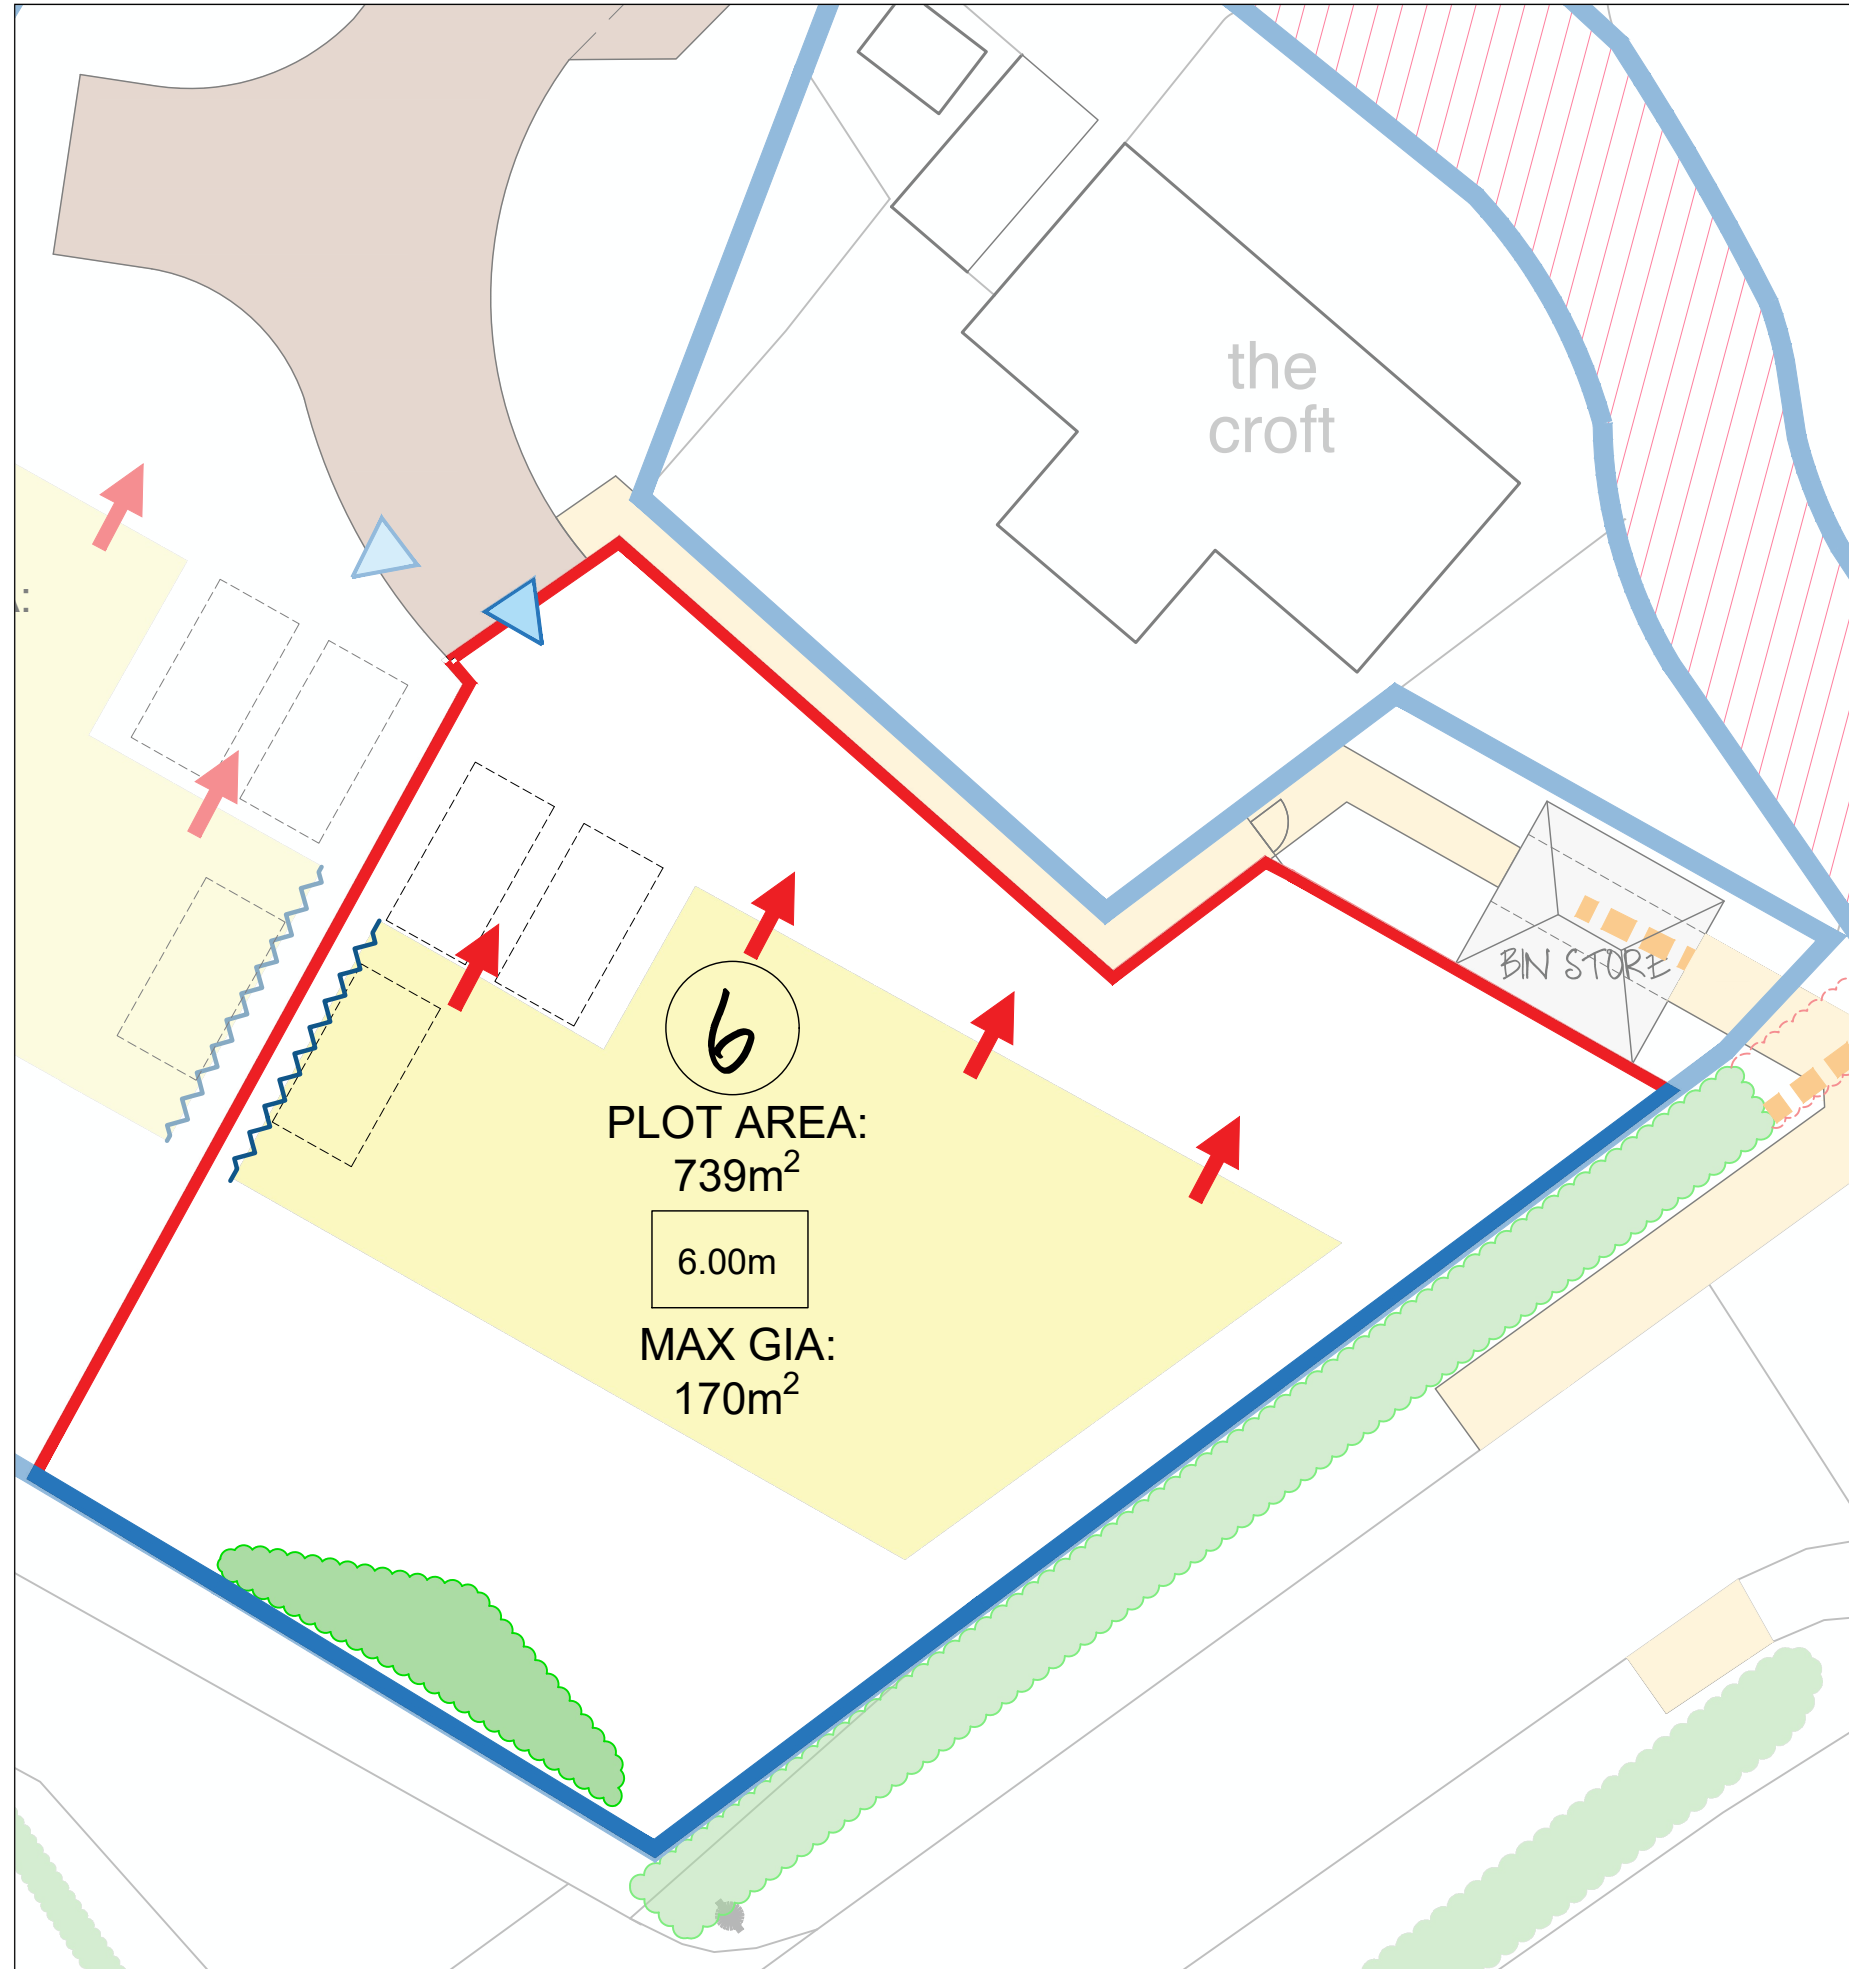 the
croft
BIN STORE
6
PLOT AREA:
739m²
6.00m
MAX GIA:
170m²